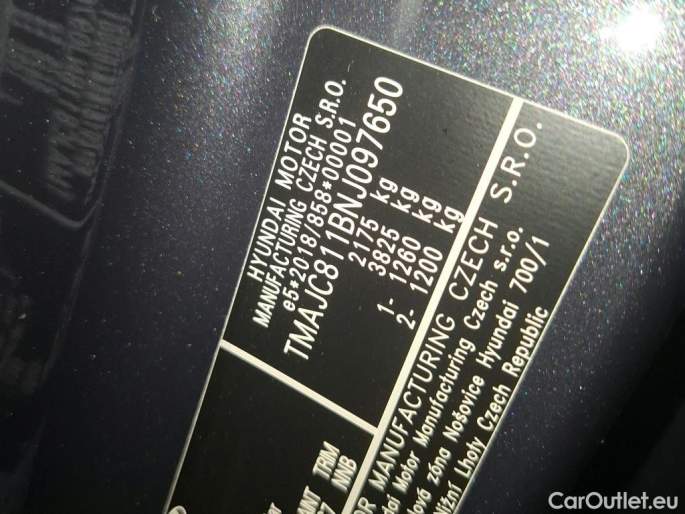 HYUNDAI MOTOR
MANUFACTURING CZECH S.R.O.
e5*2018/858*00001
TMAJC811BNJ097650
2175 kg
3825 kg
1- 1260 kg
2- 1200 kg
TRIM
NNB
MANUFACTURING CZECH S.R.O.
Motor Manufacturing Czech s.r.o.
zóna Nošovice Hyundai 700/1
Nižní Lhoty Czech Republic
CarOutlet.eu